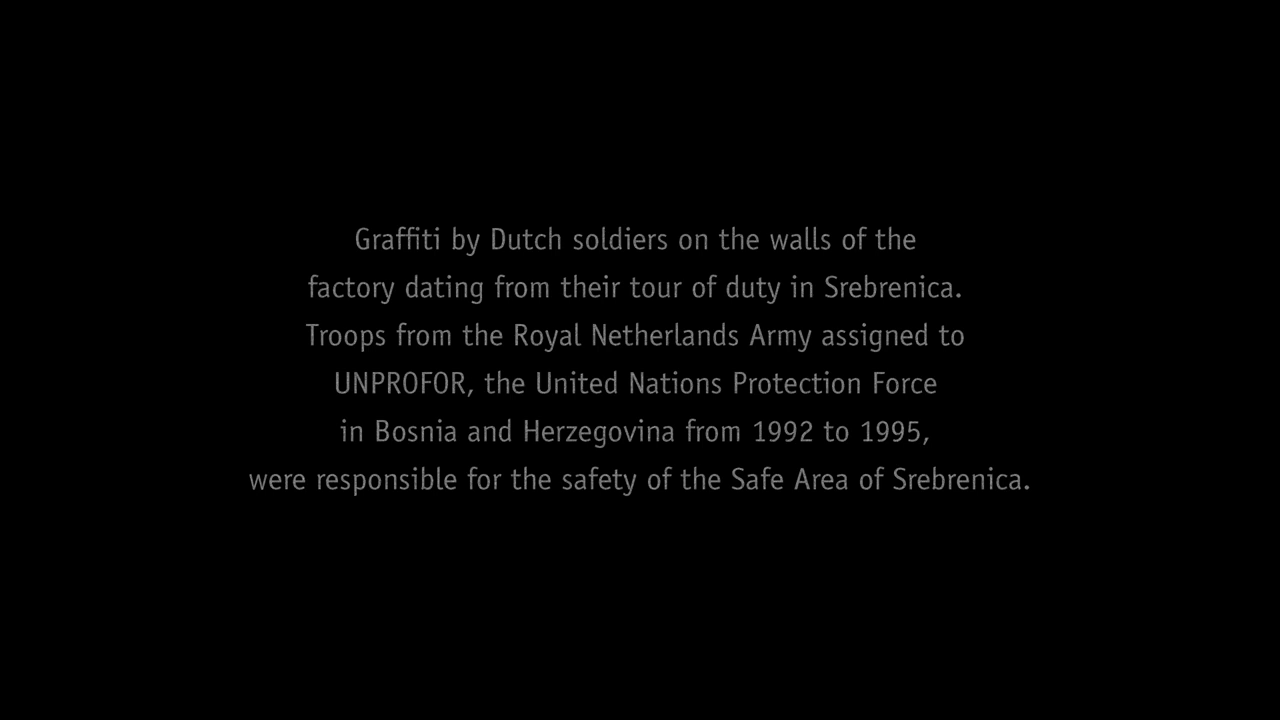 Graffiti by Dutch soldiers on the walls of the
factory dating from their tour of duty in Srebrenica.
Troops from the Royal Netherlands Army assigned to
UNPROFOR, the United Nations Protection Force
in Bosnia and Herzegovina from 1992 to 1995,
were responsible for the safety of the Safe Area of Srebrenica.